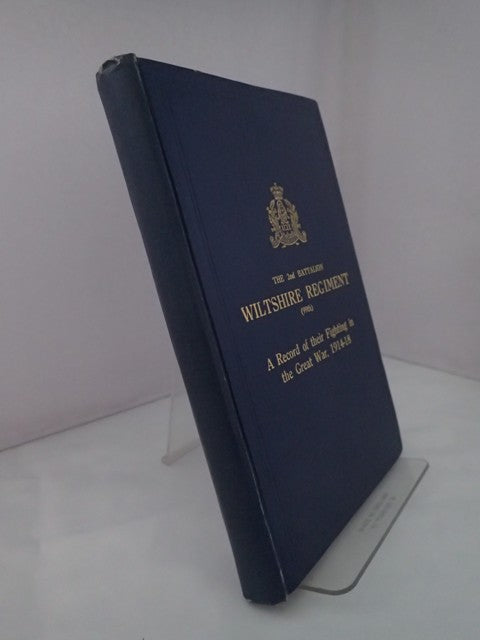 THE 2nd BATTALION
WILTSHIRE REGIMENT
(99th)
A Record of their Fighting in
the Great War, 1914-18